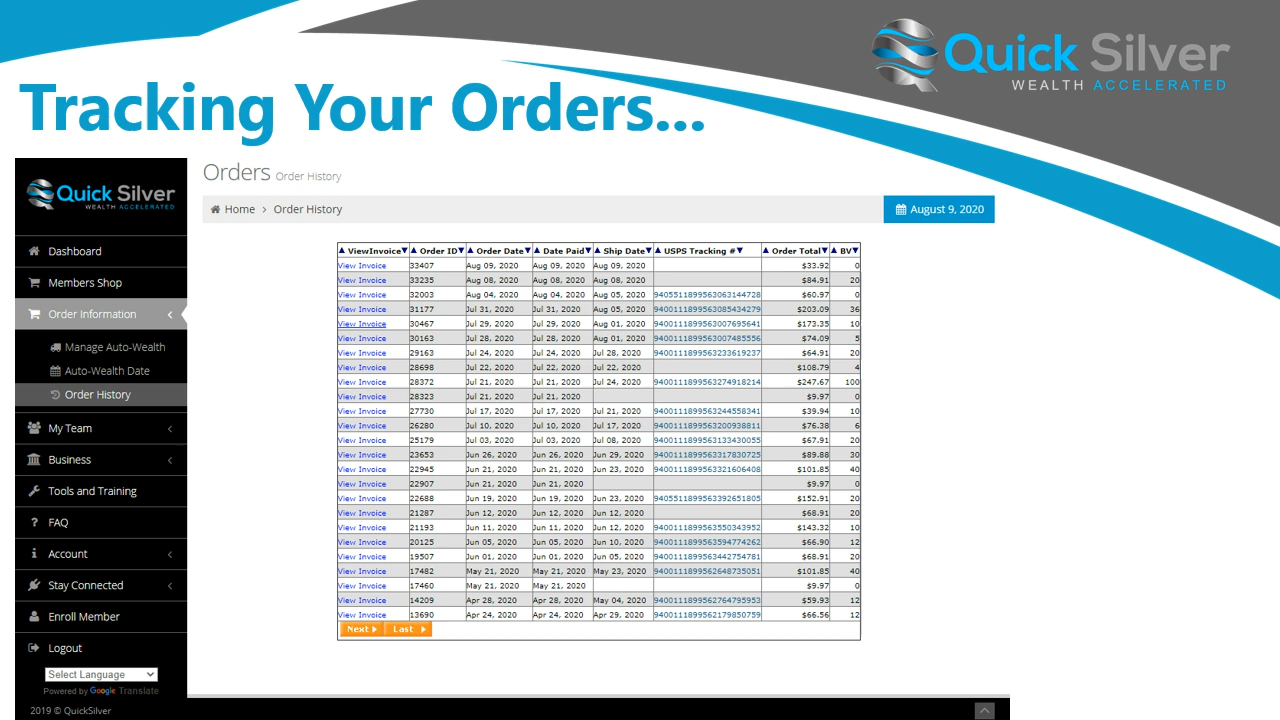 Quick Silver
WEALTH ACCELERATED
Tracking Your Orders...
Quick Silver
WEALTH ACCELERATED
Dashboard
Members Shop
Order Information
Manage Auto-Wealth
Auto-Wealth Date
Order History
My Team
Business
Tools and Training
? FAQ
i Account
Stay Connected
Enroll Member
Logout
Select Language
Powered by Google Translate
2019 © QuickSilver
Orders Order History
Home > Order History
August 9, 2020
▲ ViewInvoice▼ ▲ Order ID▼ ▲ Order Date▼ ▲ Date Paid▼ ▲ Ship Date▼ ▲ USPS Tracking #▼ ▲ Order Total▼ ▲ BV▼
View Invoice 33407 Aug 09, 2020 Aug 09, 2020 Aug 09, 2020 $33.92 0
View Invoice 33235 Aug 08, 2020 Aug 08, 2020 Aug 08, 2020 $84.91 20
View Invoice 32003 Aug 04, 2020 Aug 04, 2020 Aug 05, 2020 9405511899563063144728 $60.97 0
View Invoice 31177 Jul 31, 2020 Jul 31, 2020 Aug 05, 2020 9400111899563085434279 $203.09 36
View Invoice 30467 Jul 29, 2020 Jul 29, 2020 Aug 01, 2020 9400111899563007695641 $173.35 10
View Invoice 30163 Jul 28, 2020 Jul 28, 2020 Aug 01, 2020 9400111899563007485556 $74.09 5
View Invoice 29163 Jul 24, 2020 Jul 24, 2020 Jul 28, 2020 9400111899563233619237 $64.91 20
View Invoice 28698 Jul 22, 2020 Jul 22, 2020 Jul 22, 2020 $108.79 4
View Invoice 28372 Jul 21, 2020 Jul 21, 2020 Jul 24, 2020 9400111899563274918214 $247.67 100
View Invoice 28323 Jul 21, 2020 Jul 21, 2020 $9.97 0
View Invoice 27730 Jul 17, 2020 Jul 17, 2020 Jul 21, 2020 9400111899563244558341 $39.94 10
View Invoice 26280 Jul 10, 2020 Jul 10, 2020 Jul 17, 2020 9400111899563200938811 $76.38 6
View Invoice 25179 Jul 03, 2020 Jul 03, 2020 Jul 08, 2020 9400111899563133430055 $67.91 20
View Invoice 23653 Jun 26, 2020 Jun 26, 2020 Jun 29, 2020 9400111899563317830725 $89.88 30
View Invoice 22945 Jun 21, 2020 Jun 21, 2020 Jun 23, 2020 9400111899563321606408 $101.85 40
View Invoice 22907 Jun 21, 2020 Jun 21, 2020 $9.97 0
View Invoice 22688 Jun 19, 2020 Jun 19, 2020 Jun 23, 2020 9405511899563392651805 $152.91 20
View Invoice 21287 Jun 12, 2020 Jun 12, 2020 Jun 12, 2020 $68.91 20
View Invoice 21193 Jun 11, 2020 Jun 11, 2020 Jun 12, 2020 9400111899563550343952 $143.32 10
View Invoice 20125 Jun 05, 2020 Jun 05, 2020 Jun 10, 2020 9400111899563594774262 $66.90 12
View Invoice 19507 Jun 01, 2020 Jun 01, 2020 Jun 05, 2020 9400111899563442754781 $68.91 20
View Invoice 17482 May 21, 2020 May 21, 2020 May 23, 2020 9400111899562648735051 $101.85 40
View Invoice 17460 May 21, 2020 May 21, 2020 $9.97 0
View Invoice 14209 Apr 28, 2020 Apr 28, 2020 May 04, 2020 9400111899562764795953 $59.93 12
View Invoice 13690 Apr 24, 2020 Apr 24, 2020 Apr 29, 2020 9400111899562179850759 $66.56 12
Next Last